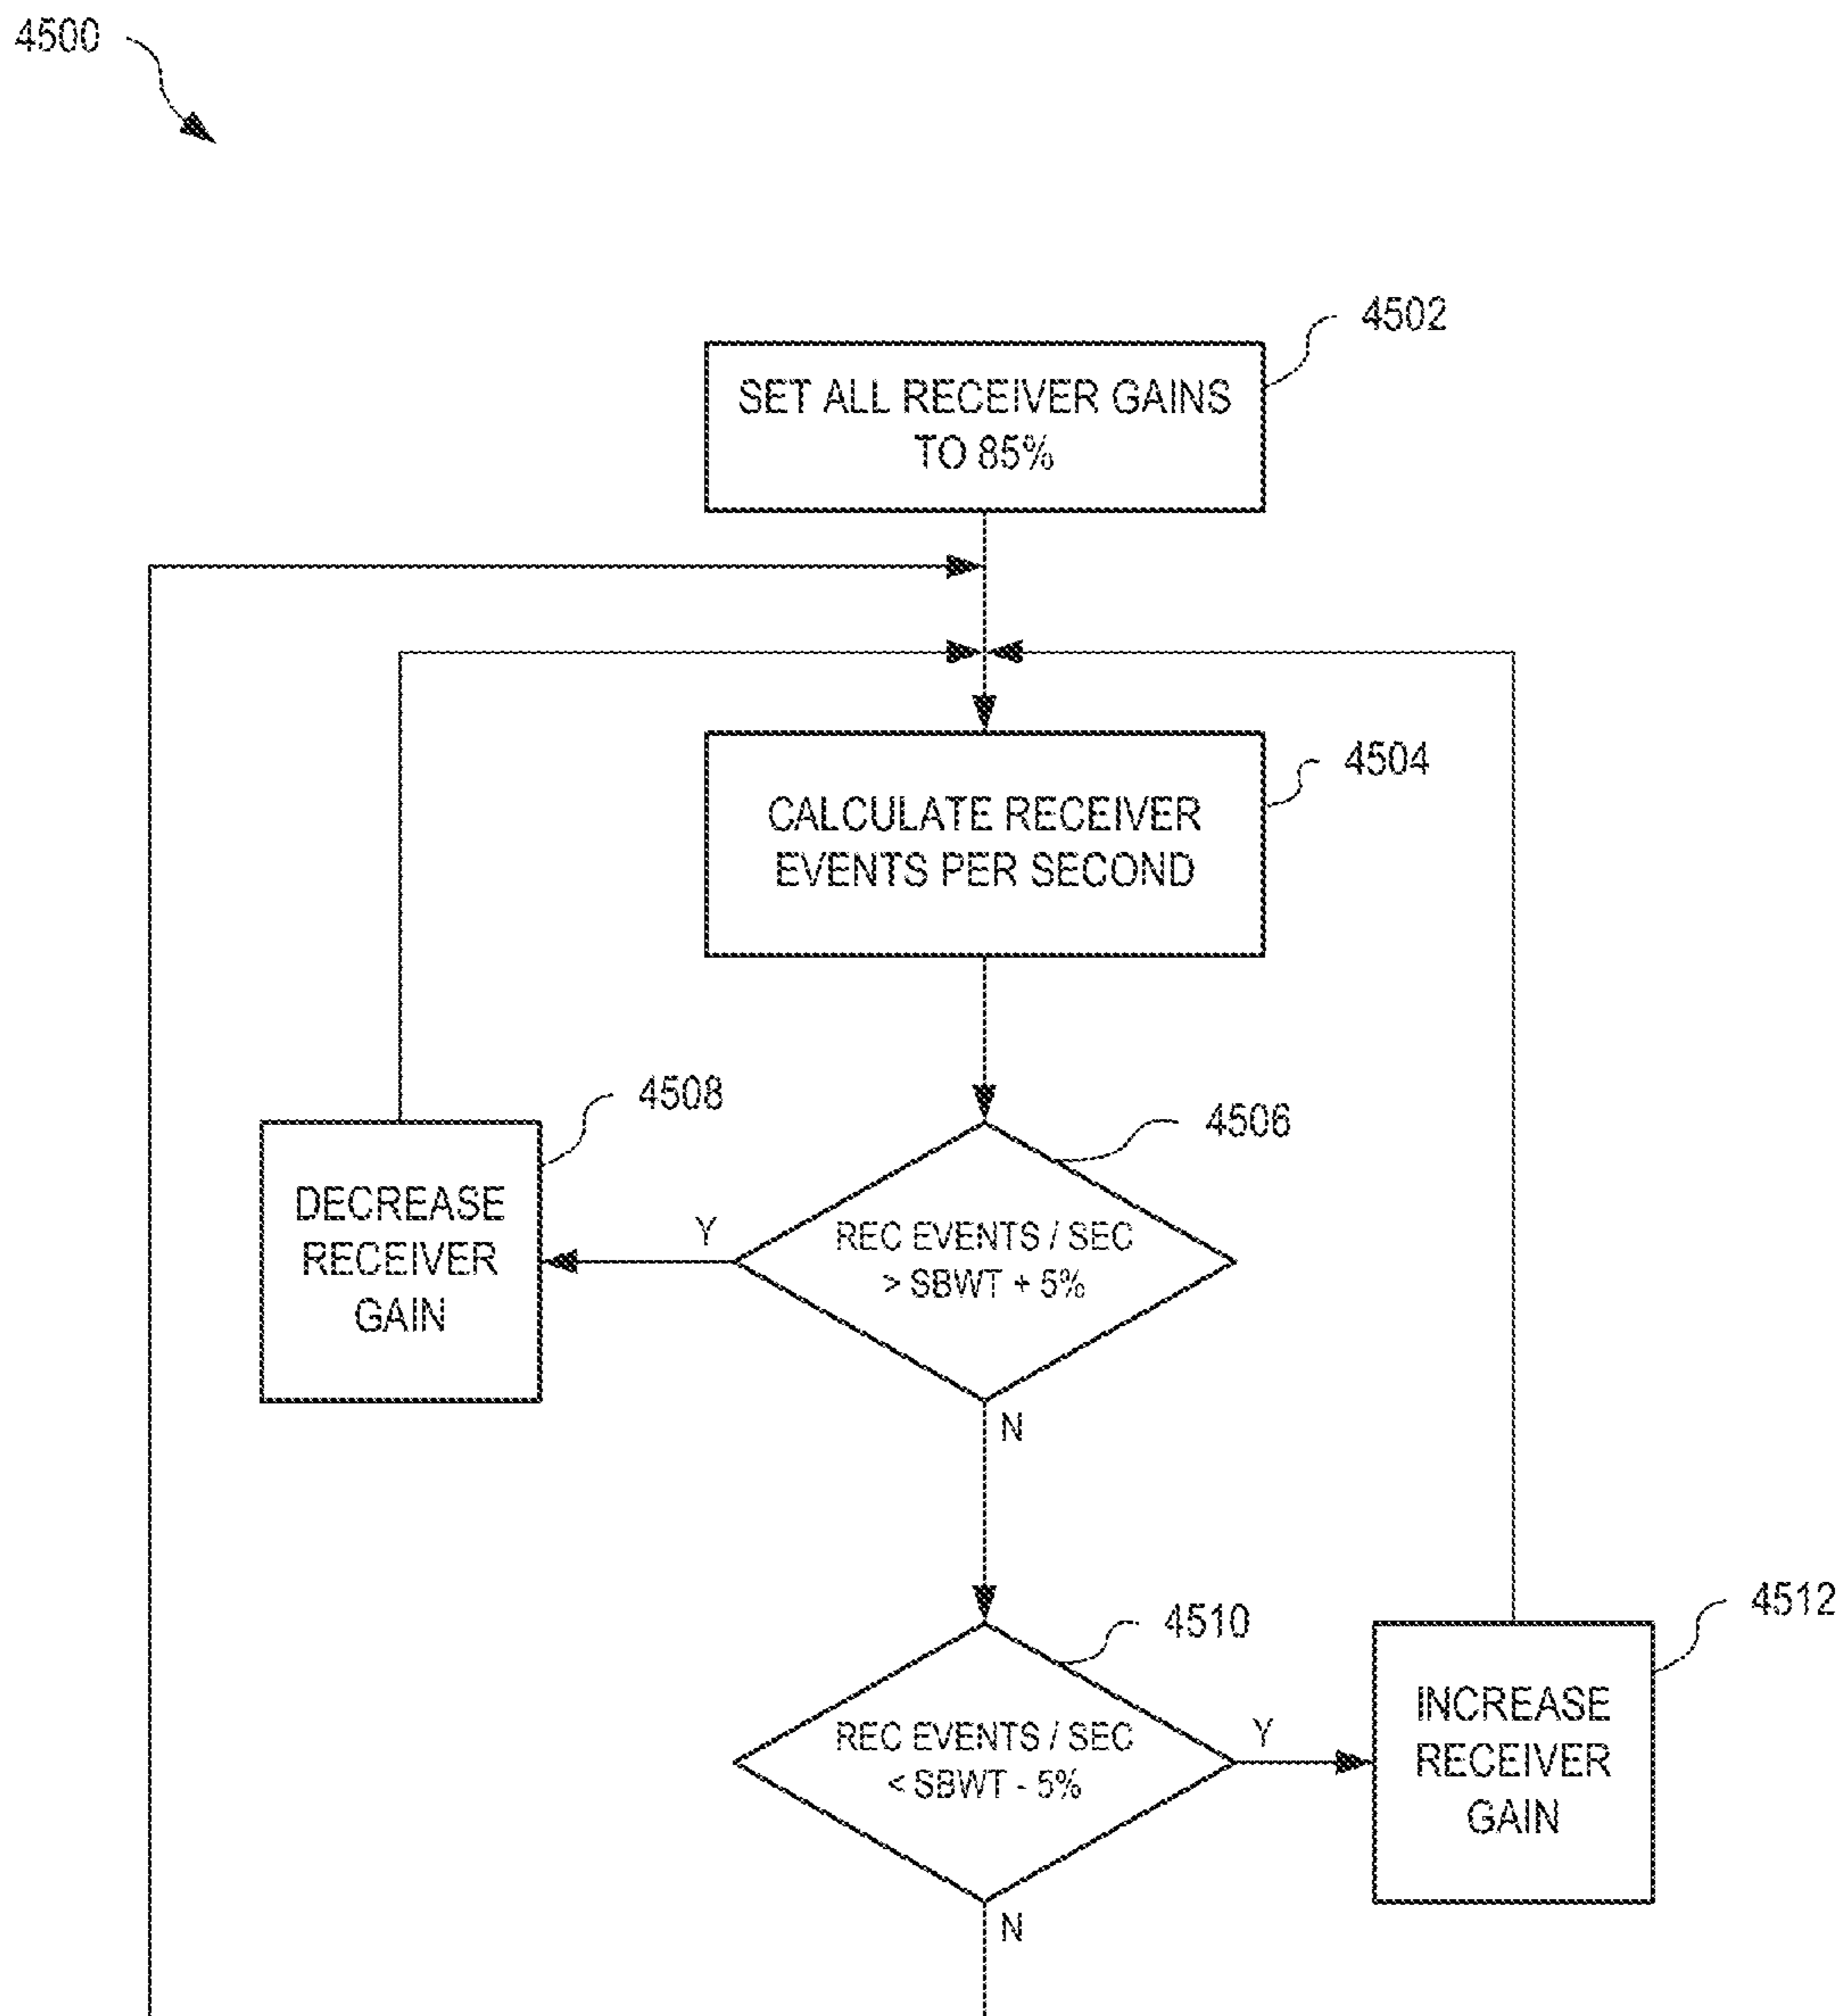 4500
4502
SET ALL RECEIVER GAINS
TO 85%
4504
CALCULATE RECEIVER
EVENTS PER SECOND
4508
4506
DECREASE
RECEIVER
GAIN
Y
REC EVENTS / SEC
> SBWT + 5%
N
4510
4512
REC EVENTS / SEC
< SBWT - 5%
Y
INCREASE
RECEIVER
GAIN
N